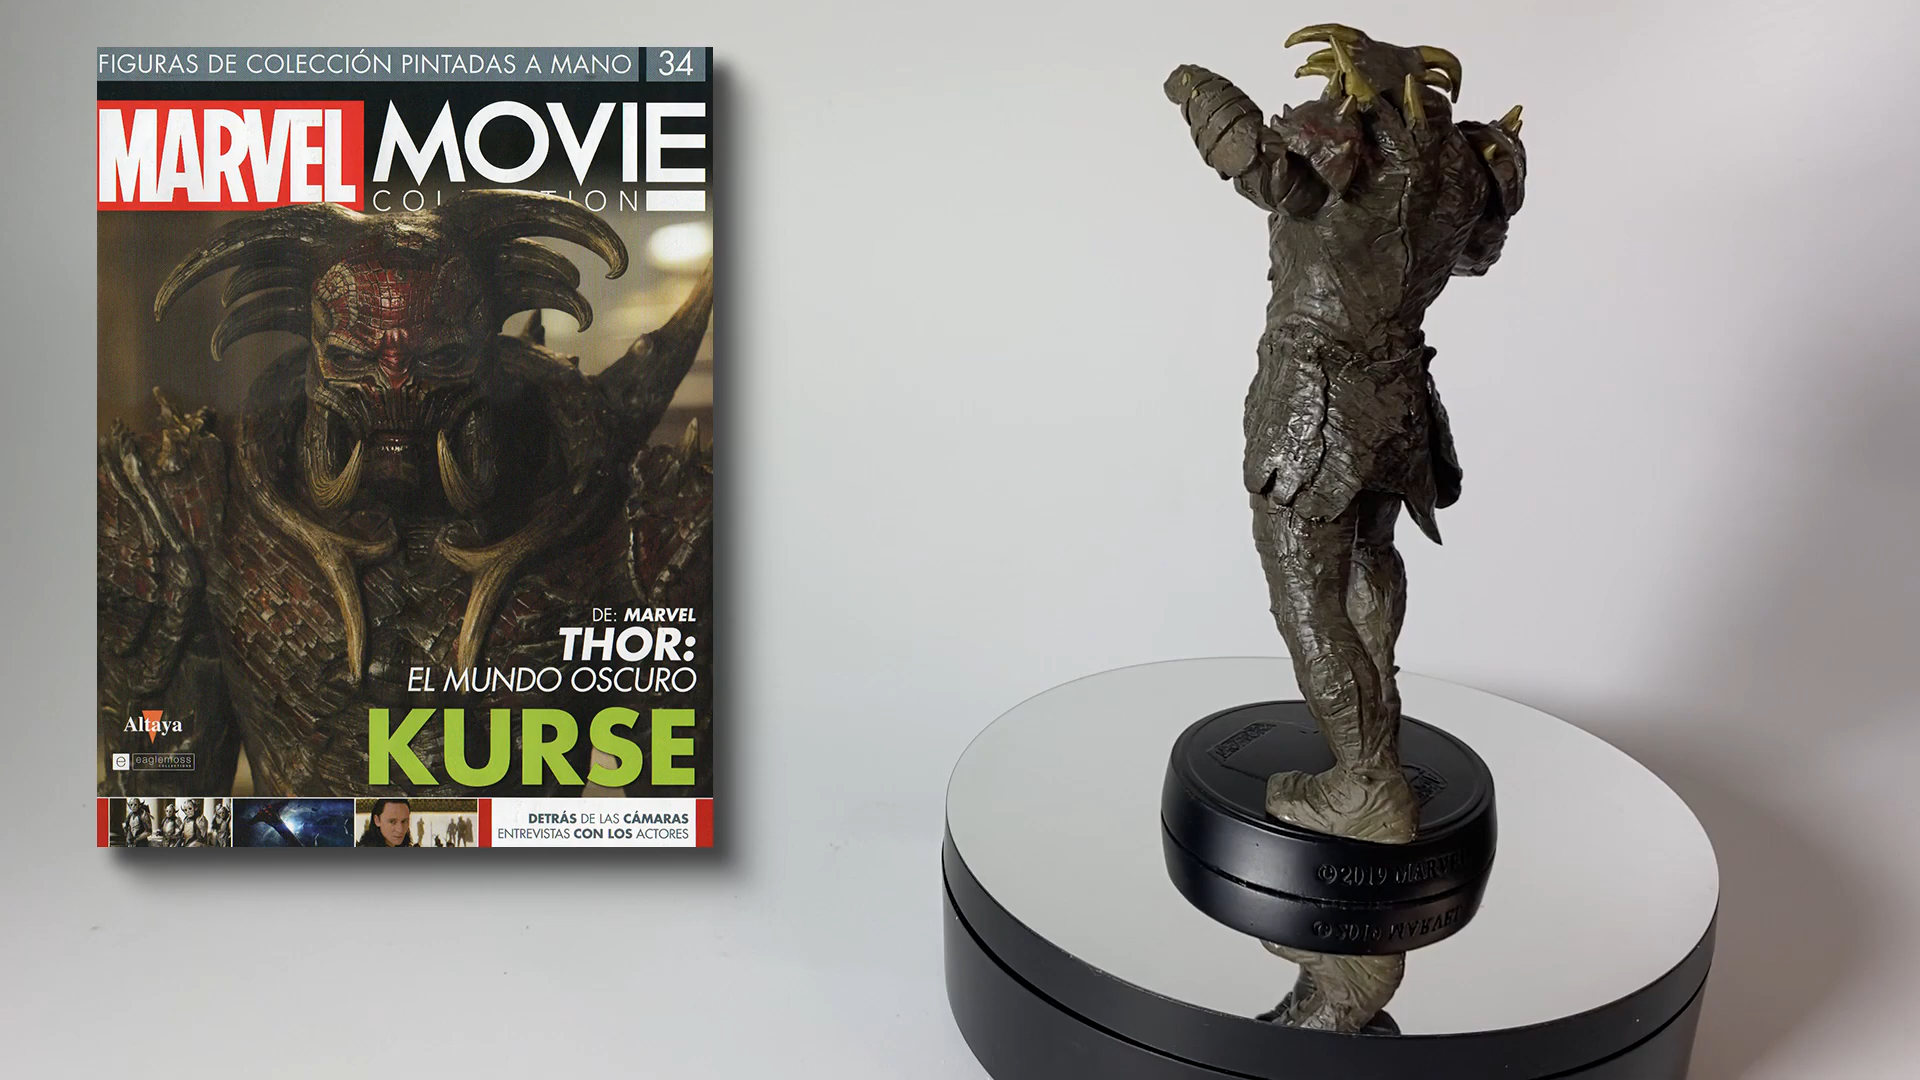 FIGURAS DE COLECCIÓN PINTADAS A MANO 34
MARVEL MOVIE
DE: MARVEL
THOR:
EL MUNDO OSCURO
KURSE
Altaya
e eaglemoss
COLLECTIONS
DETRÁS DE LAS CÁMARAS
ENTREVISTAS CON LOS ACTORES
©2019 MARVEL